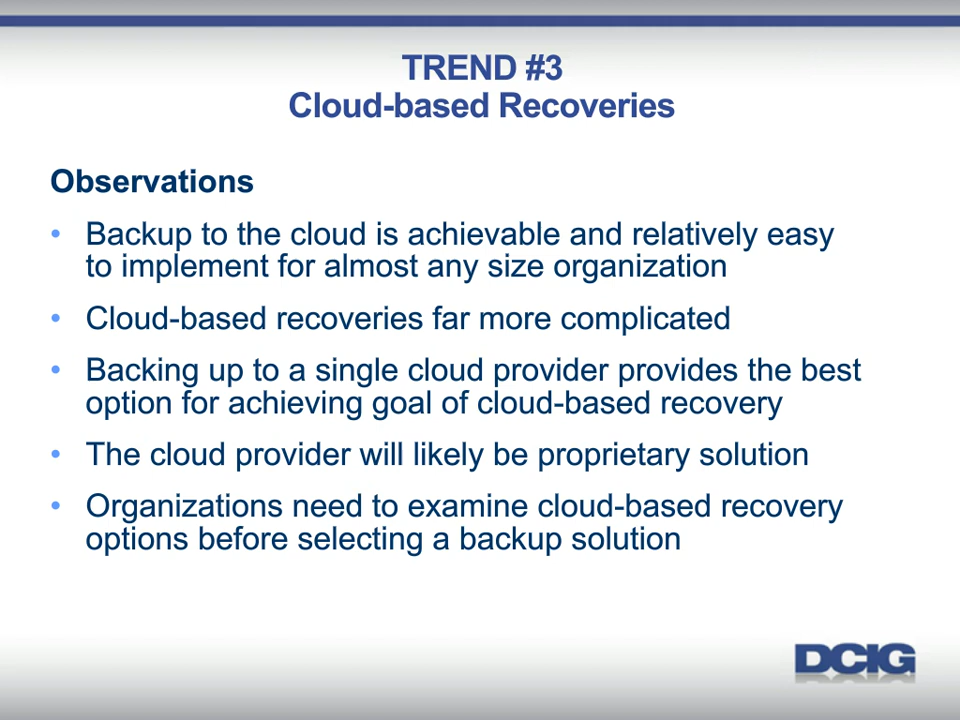 TREND #3
Cloud-based Recoveries
Observations
• Backup to the cloud is achievable and relatively easy
to implement for almost any size organization
• Cloud-based recoveries far more complicated
• Backing up to a single cloud provider provides the best
option for achieving goal of cloud-based recovery
• The cloud provider will likely be proprietary solution
• Organizations need to examine cloud-based recovery
options before selecting a backup solution
DCIG